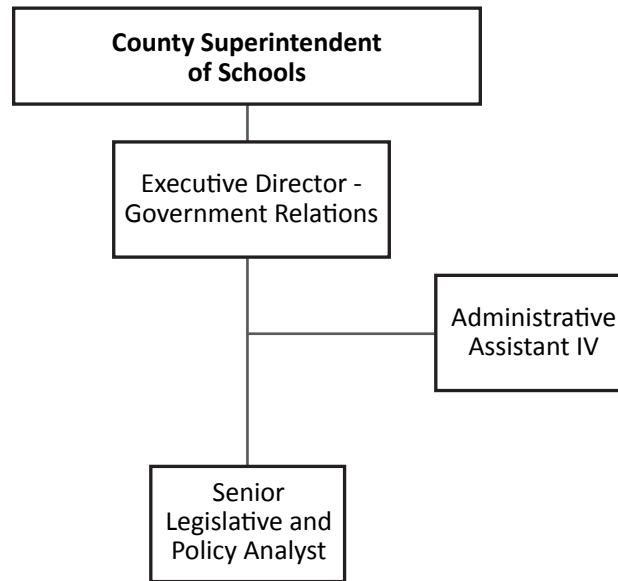 County Superintendent
of Schools
Executive Director -
Government Relations
Administrative
Assistant IV
Senior
Legislative and
Policy Analyst